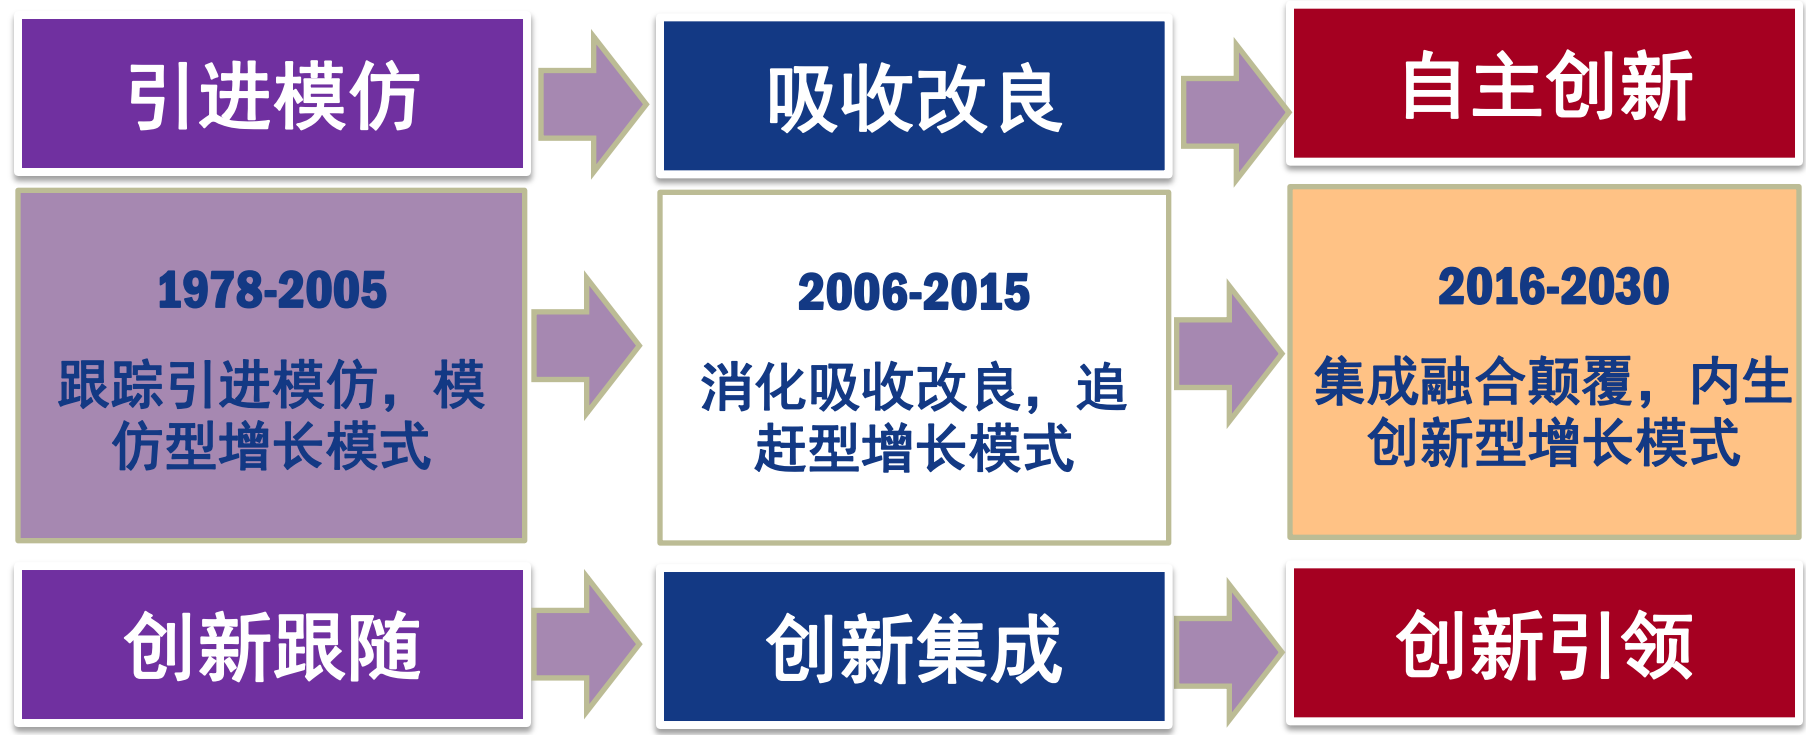 引进模仿
吸收改良
自主创新
1978-2005
跟踪引进模仿，模
仿型增长模式
2006-2015
消化吸收改良，追
赶型增长模式
2016-2030
集成融合颠覆，内生
创新型增长模式
创新跟随
创新集成
创新引领